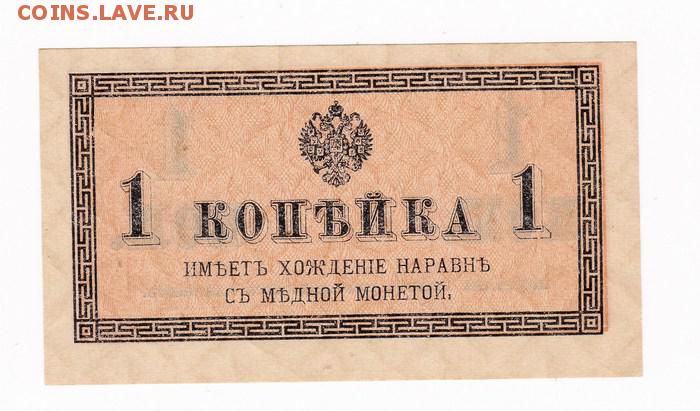 COINS.LAVE.RU
1 КОПѢЙКА 1
ИМѢЕТЪ ХОЖДЕНІЕ НАРАВНѢ
СЪ МѢДНОЙ МОНЕТОЙ.